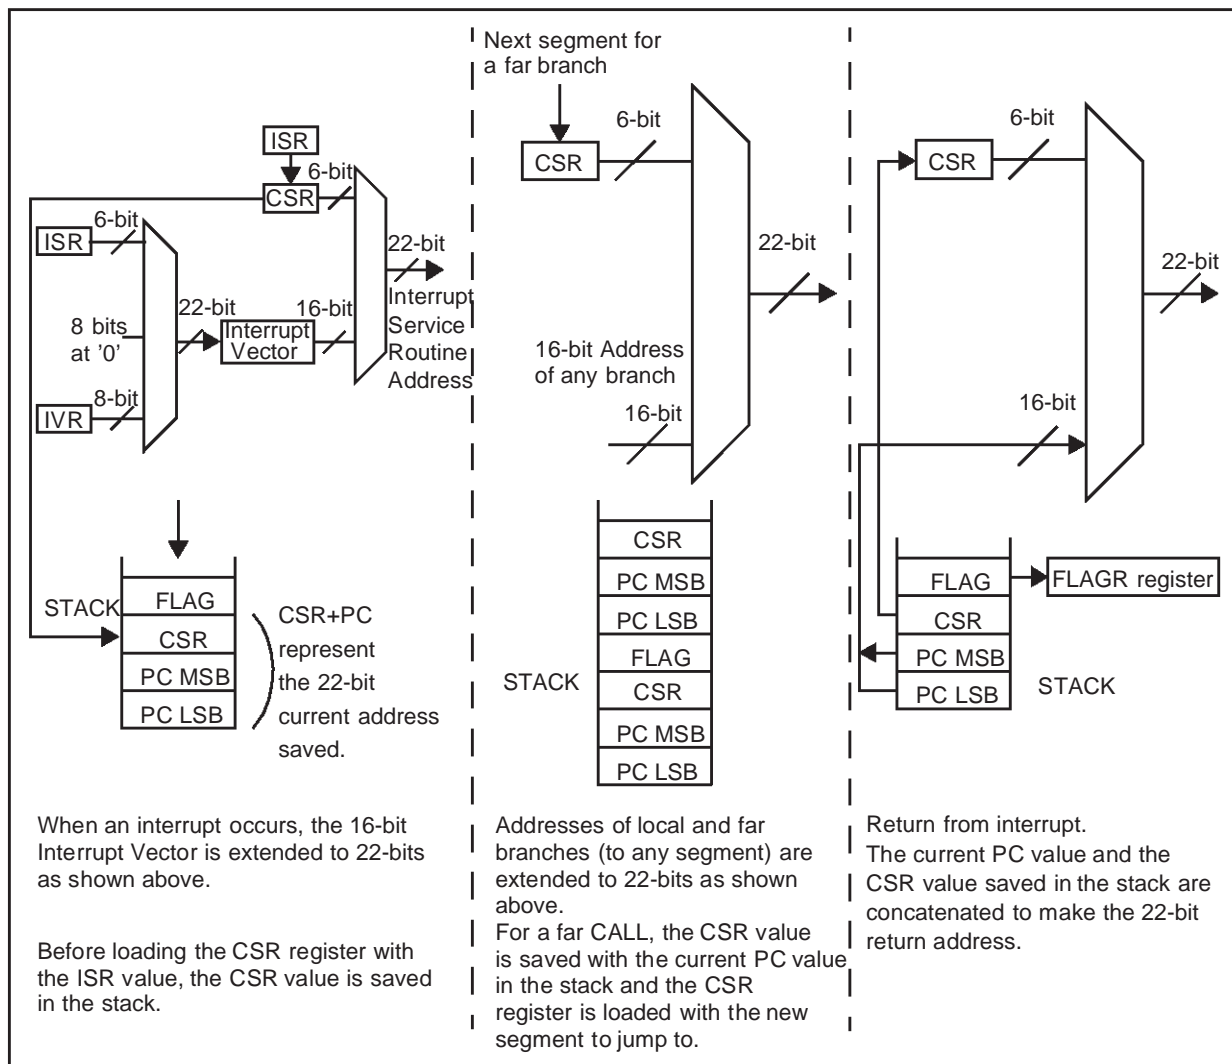 ISR
CSR
6-bit
ISR
6-bit
22-bit
Interrupt
Service
Routine
Address
8 bits
at '0'
22-bit
Interrupt
Vector
16-bit
IVR
8-bit
STACK
FLAG
CSR
PC MSB
PC LSB
CSR+PC
represent
the 22-bit
current address
saved.
When an interrupt occurs, the 16-bit
Interrupt Vector is extended to 22-bits
as shown above.
Before loading the CSR register with
the ISR value, the CSR value is saved
in the stack.
Next segment for
a far branch
CSR
6-bit
22-bit
16-bit Address
of any branch
16-bit
STACK
CSR
PC MSB
PC LSB
FLAG
CSR
PC MSB
PC LSB
Addresses of local and far
branches (to any segment) are
extended to 22-bits as shown
above.
For a far CALL, the CSR value
is saved with the current PC value
in the stack and the CSR
register is loaded with the new
segment to jump to.
CSR
6-bit
22-bit
16-bit
FLAG
CSR
PC MSB
PC LSB
FLAGR register
STACK
Return from interrupt.
The current PC value and the
CSR value saved in the stack are
concatenated to make the 22-bit
return address.